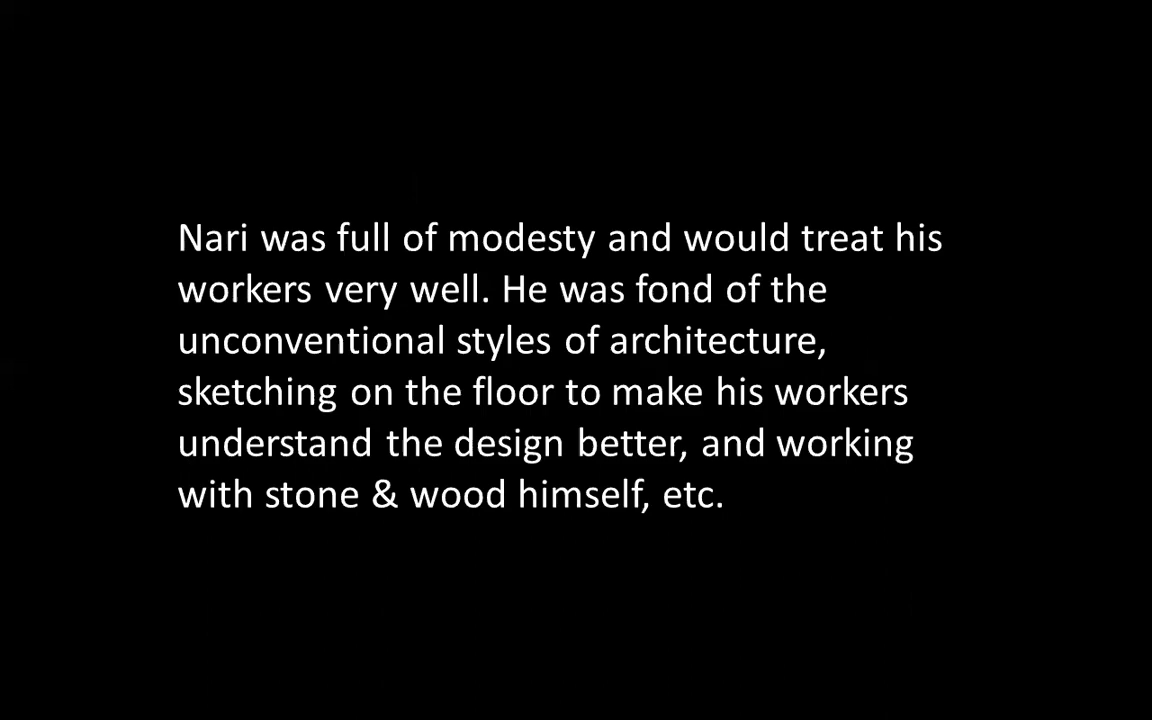 Nari was full of modesty and would treat his
workers very well. He was fond of the
unconventional styles of architecture,
sketching on the floor to make his workers
understand the design better, and working
with stone & wood himself, etc.